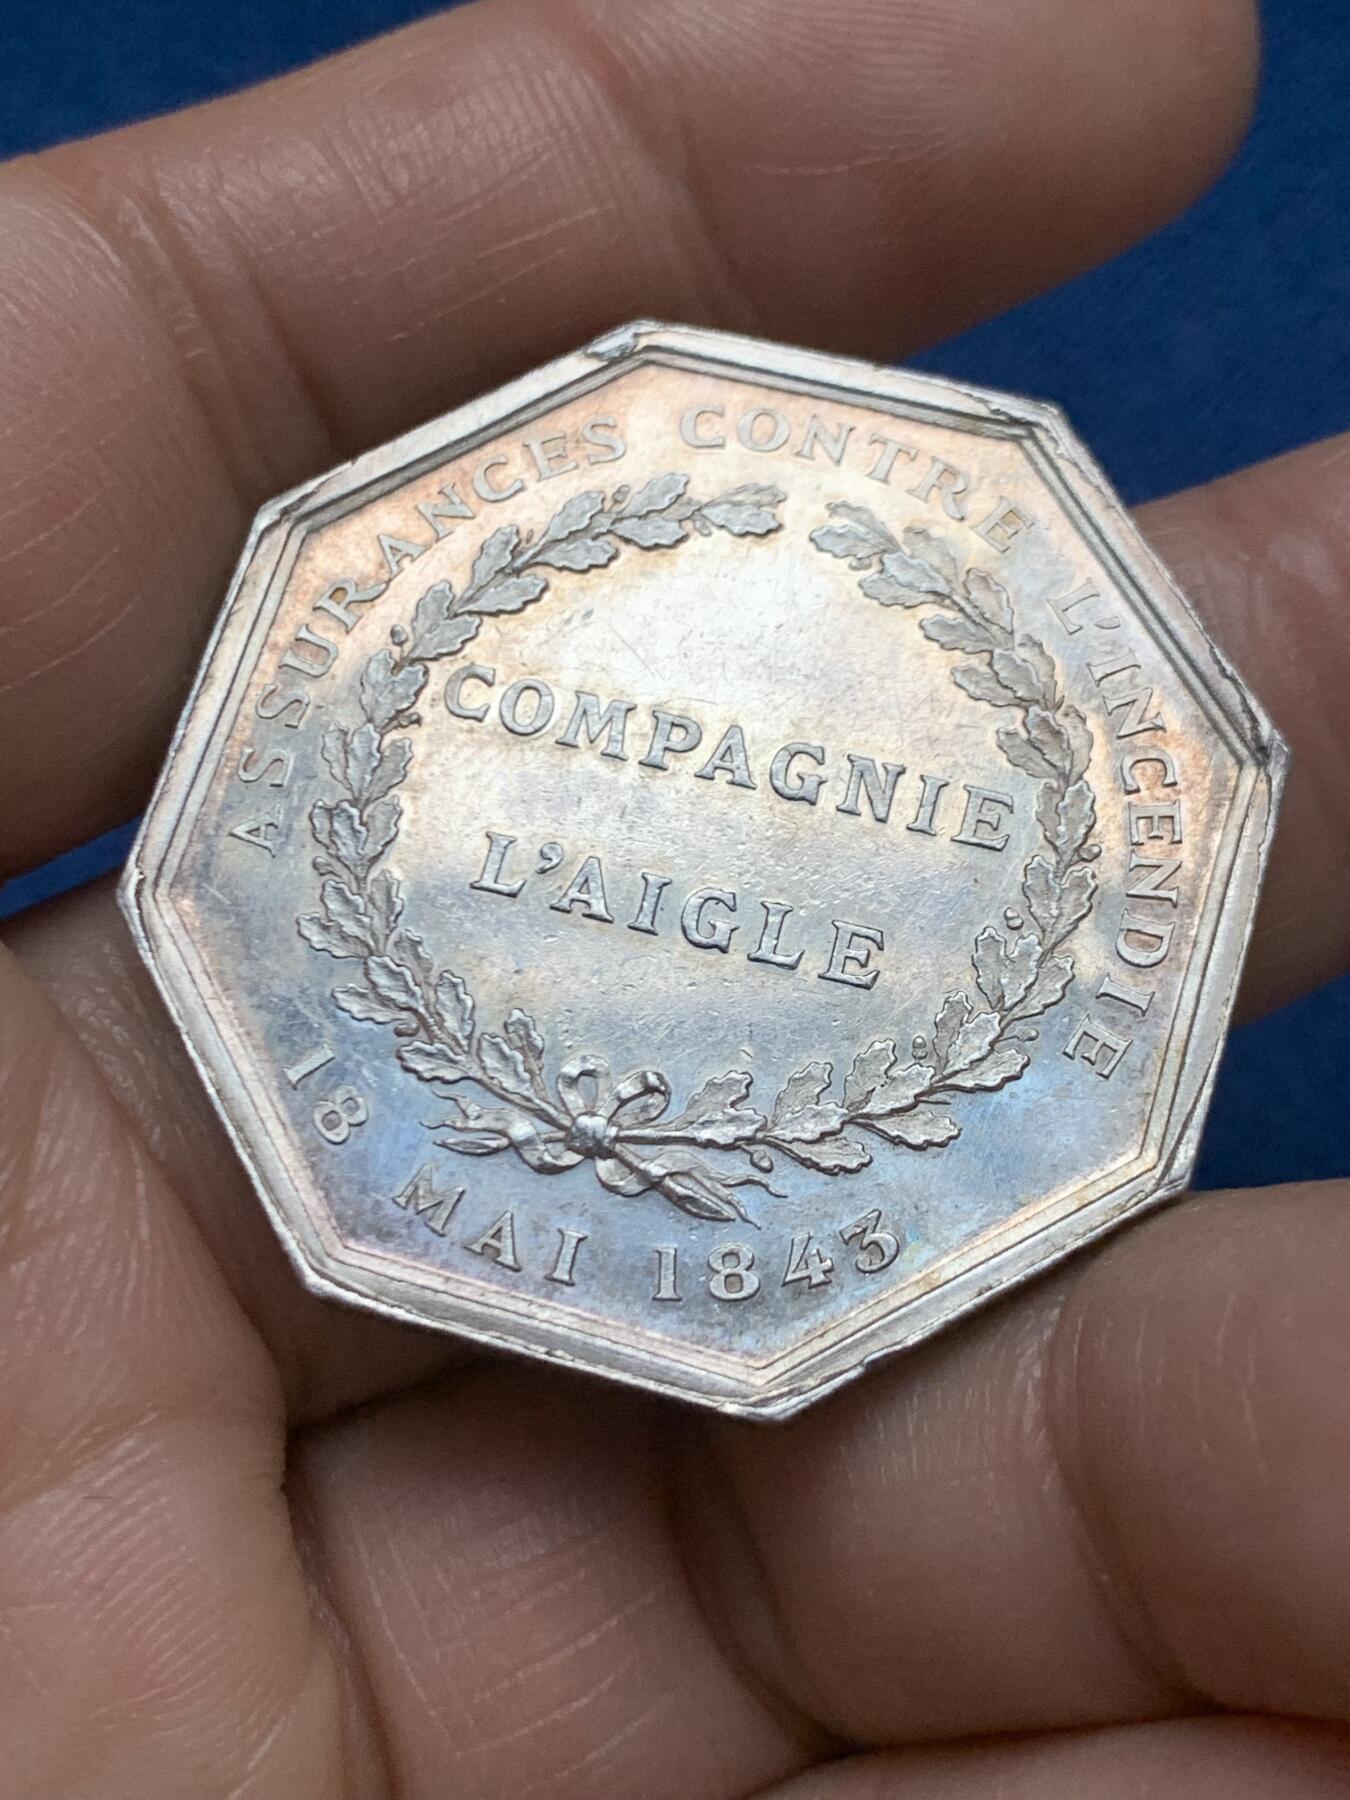 ASSURANCES CONTRE L'INCENDIE
COMPAGNIE
L'AIGLE
18 MAI 1843